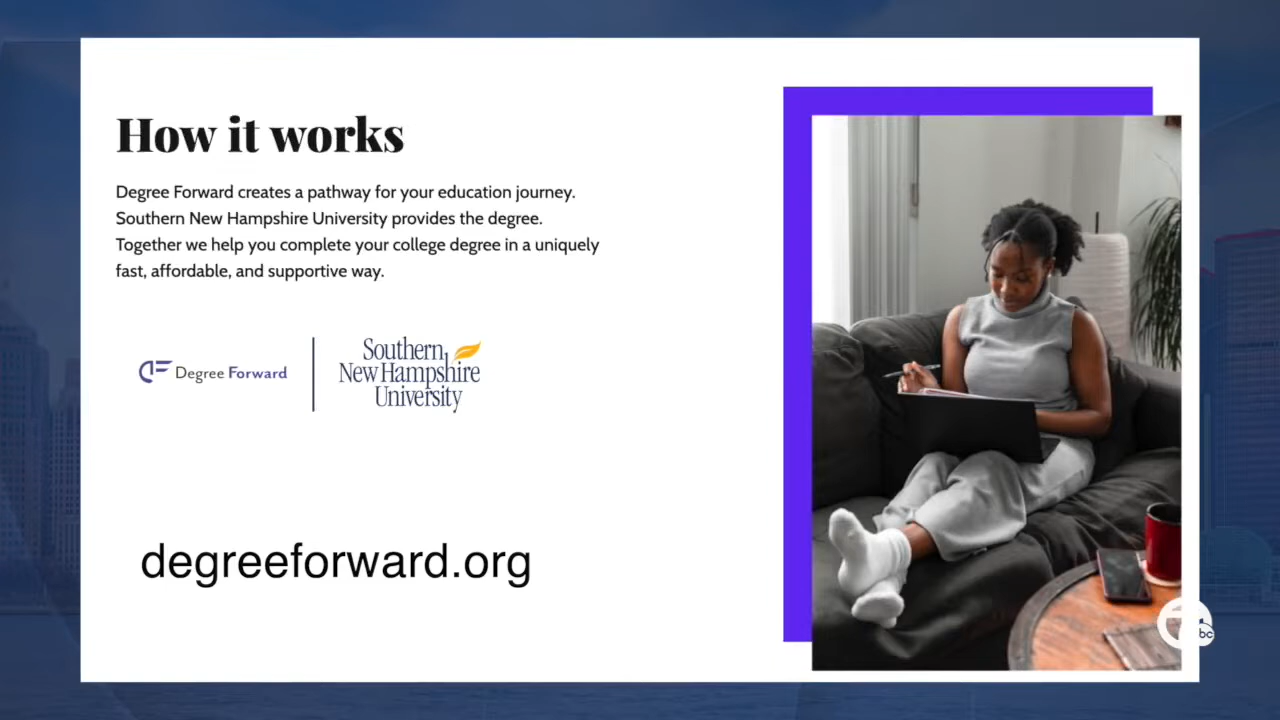 How it works
Degree Forward creates a pathway for your education journey.
Southern New Hampshire University provides the degree.
Together we help you complete your college degree in a uniquely
fast, affordable, and supportive way.
Degree Forward
Southern
New Hampshire
University
degreeforward.org
7
abc